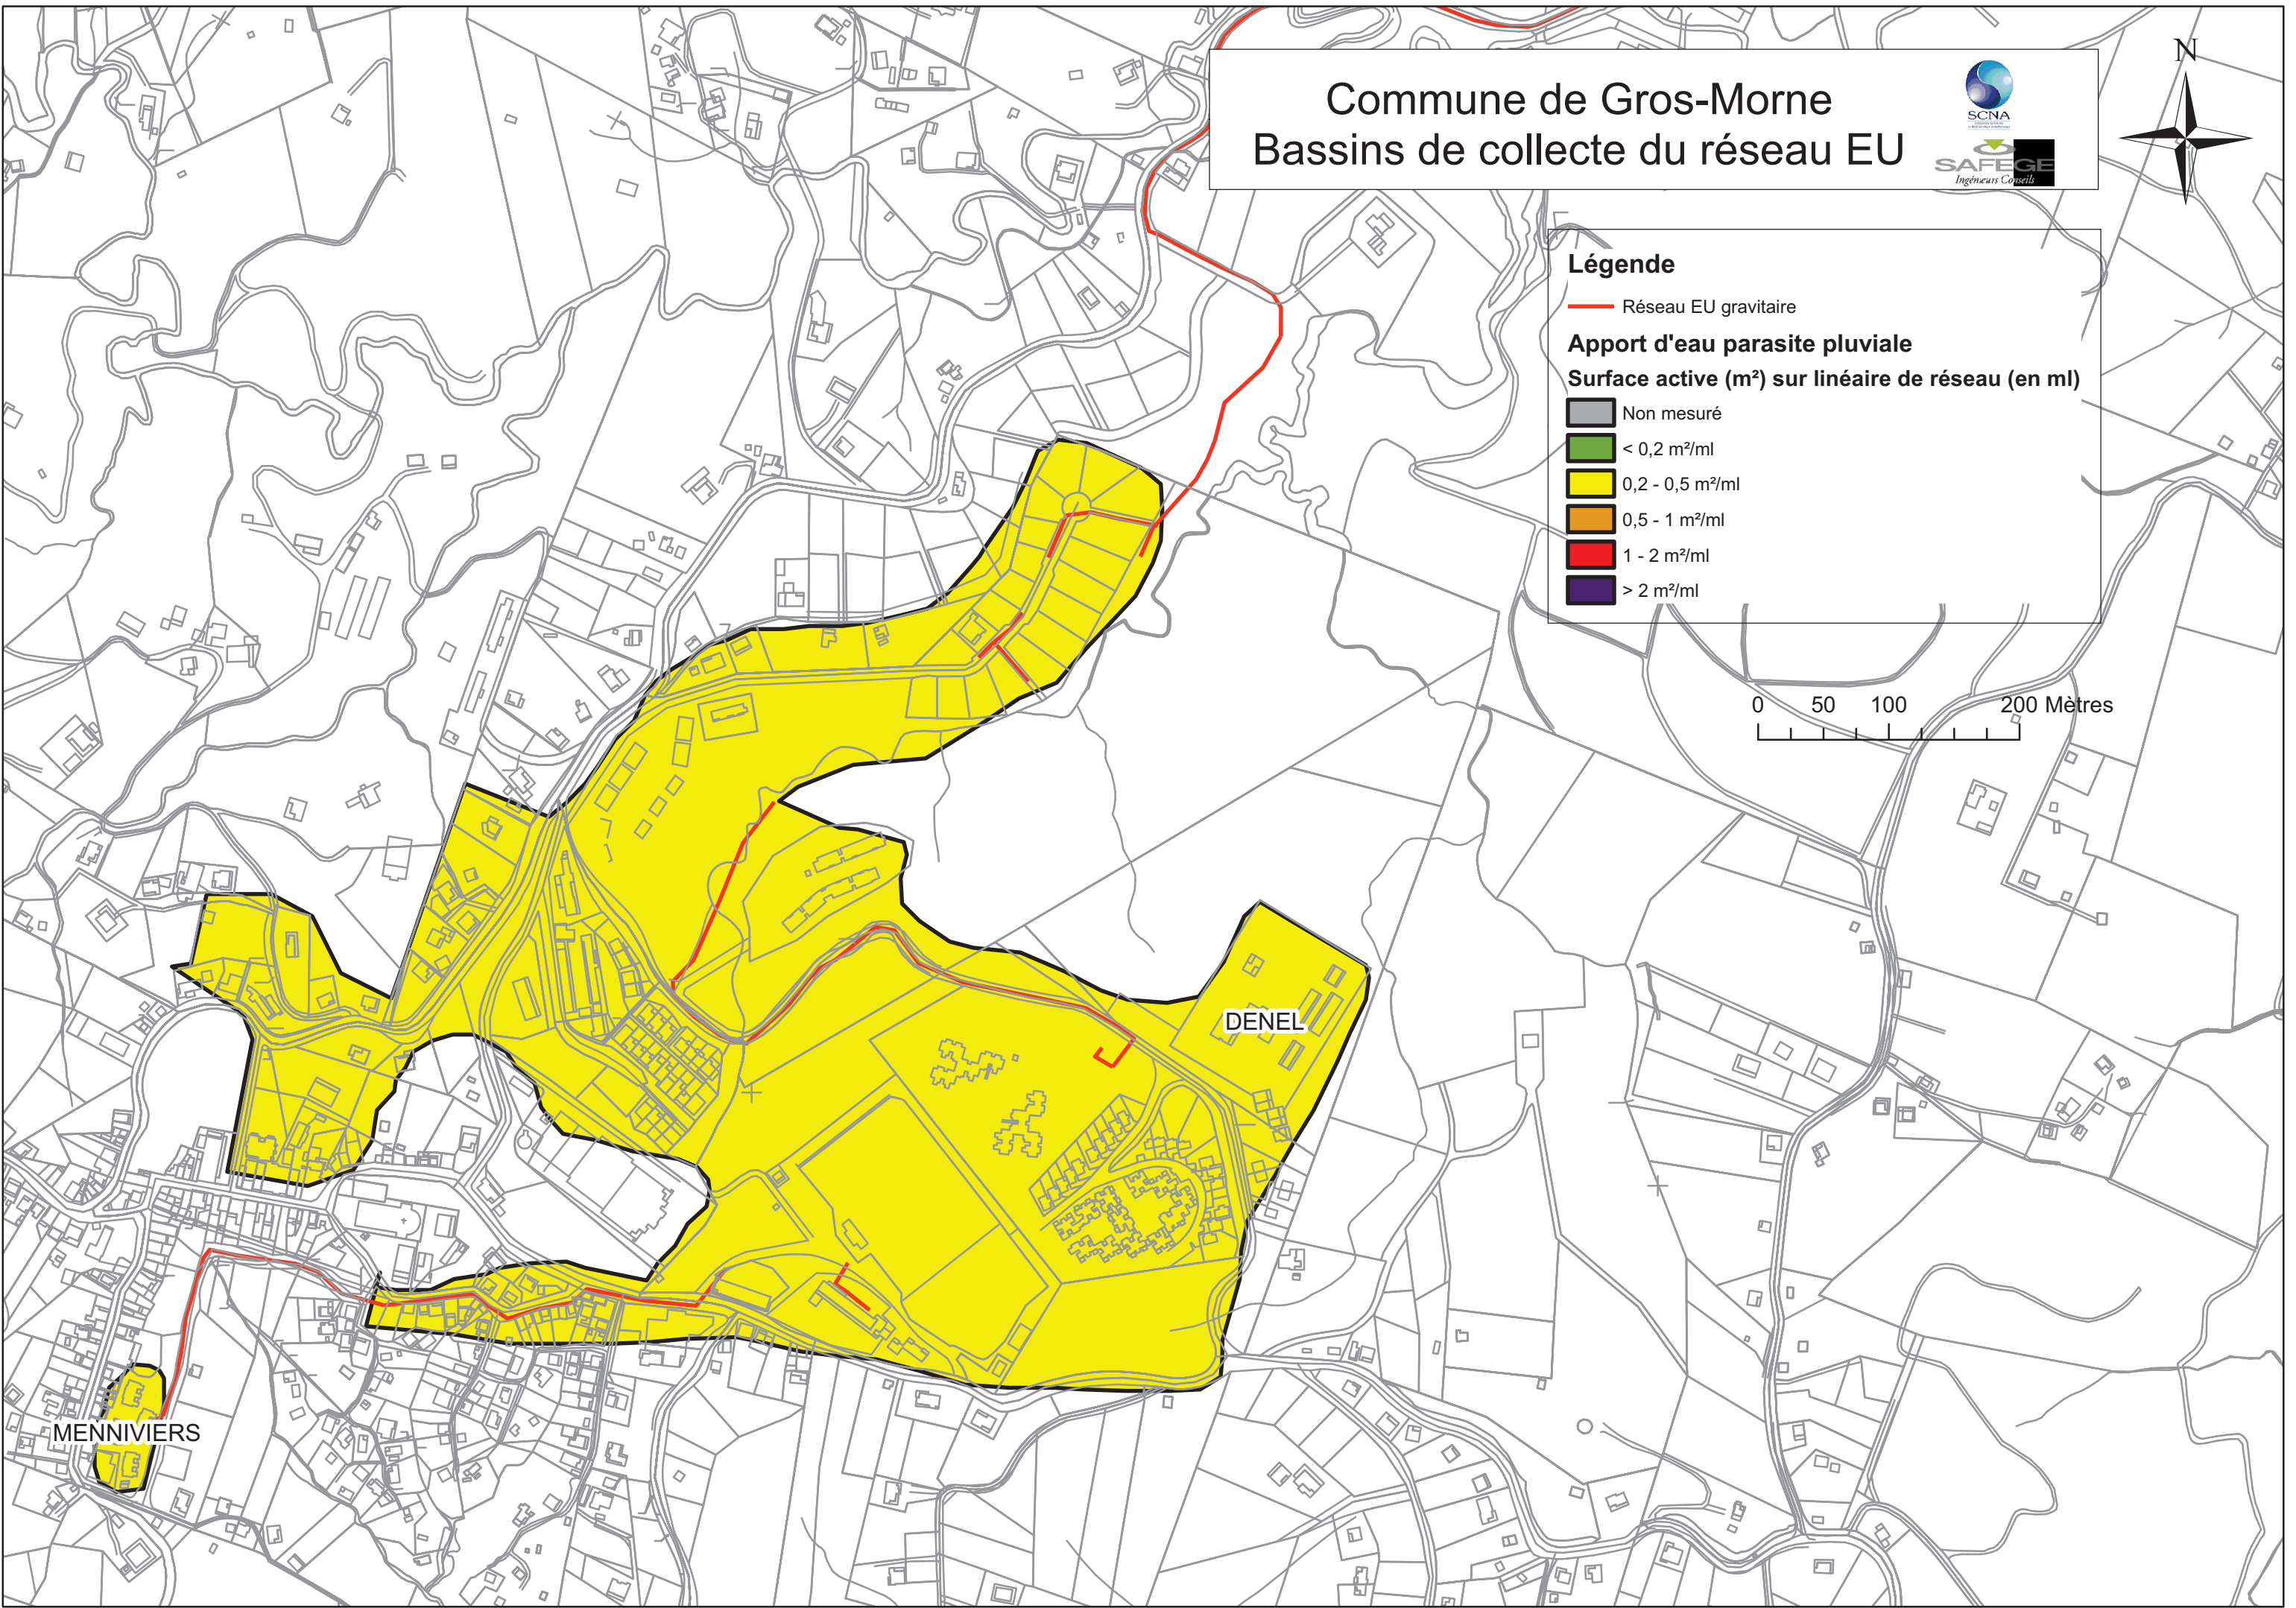 Commune de Gros-Morne
Bassins de collecte du réseau EU
SCNA
SAFEGE
Ingénieurs Conseils
N
Légende
Réseau EU gravitaire
Apport d'eau parasite pluviale
Surface active (m²) sur linéaire de réseau (en ml)
Non mesuré
< 0,2 m²/ml
0,2 - 0,5 m²/ml
0,5 - 1 m²/ml
1 - 2 m²/ml
> 2 m²/ml
0 50 100 200 Mètres
DENEL
MENNIVIERS